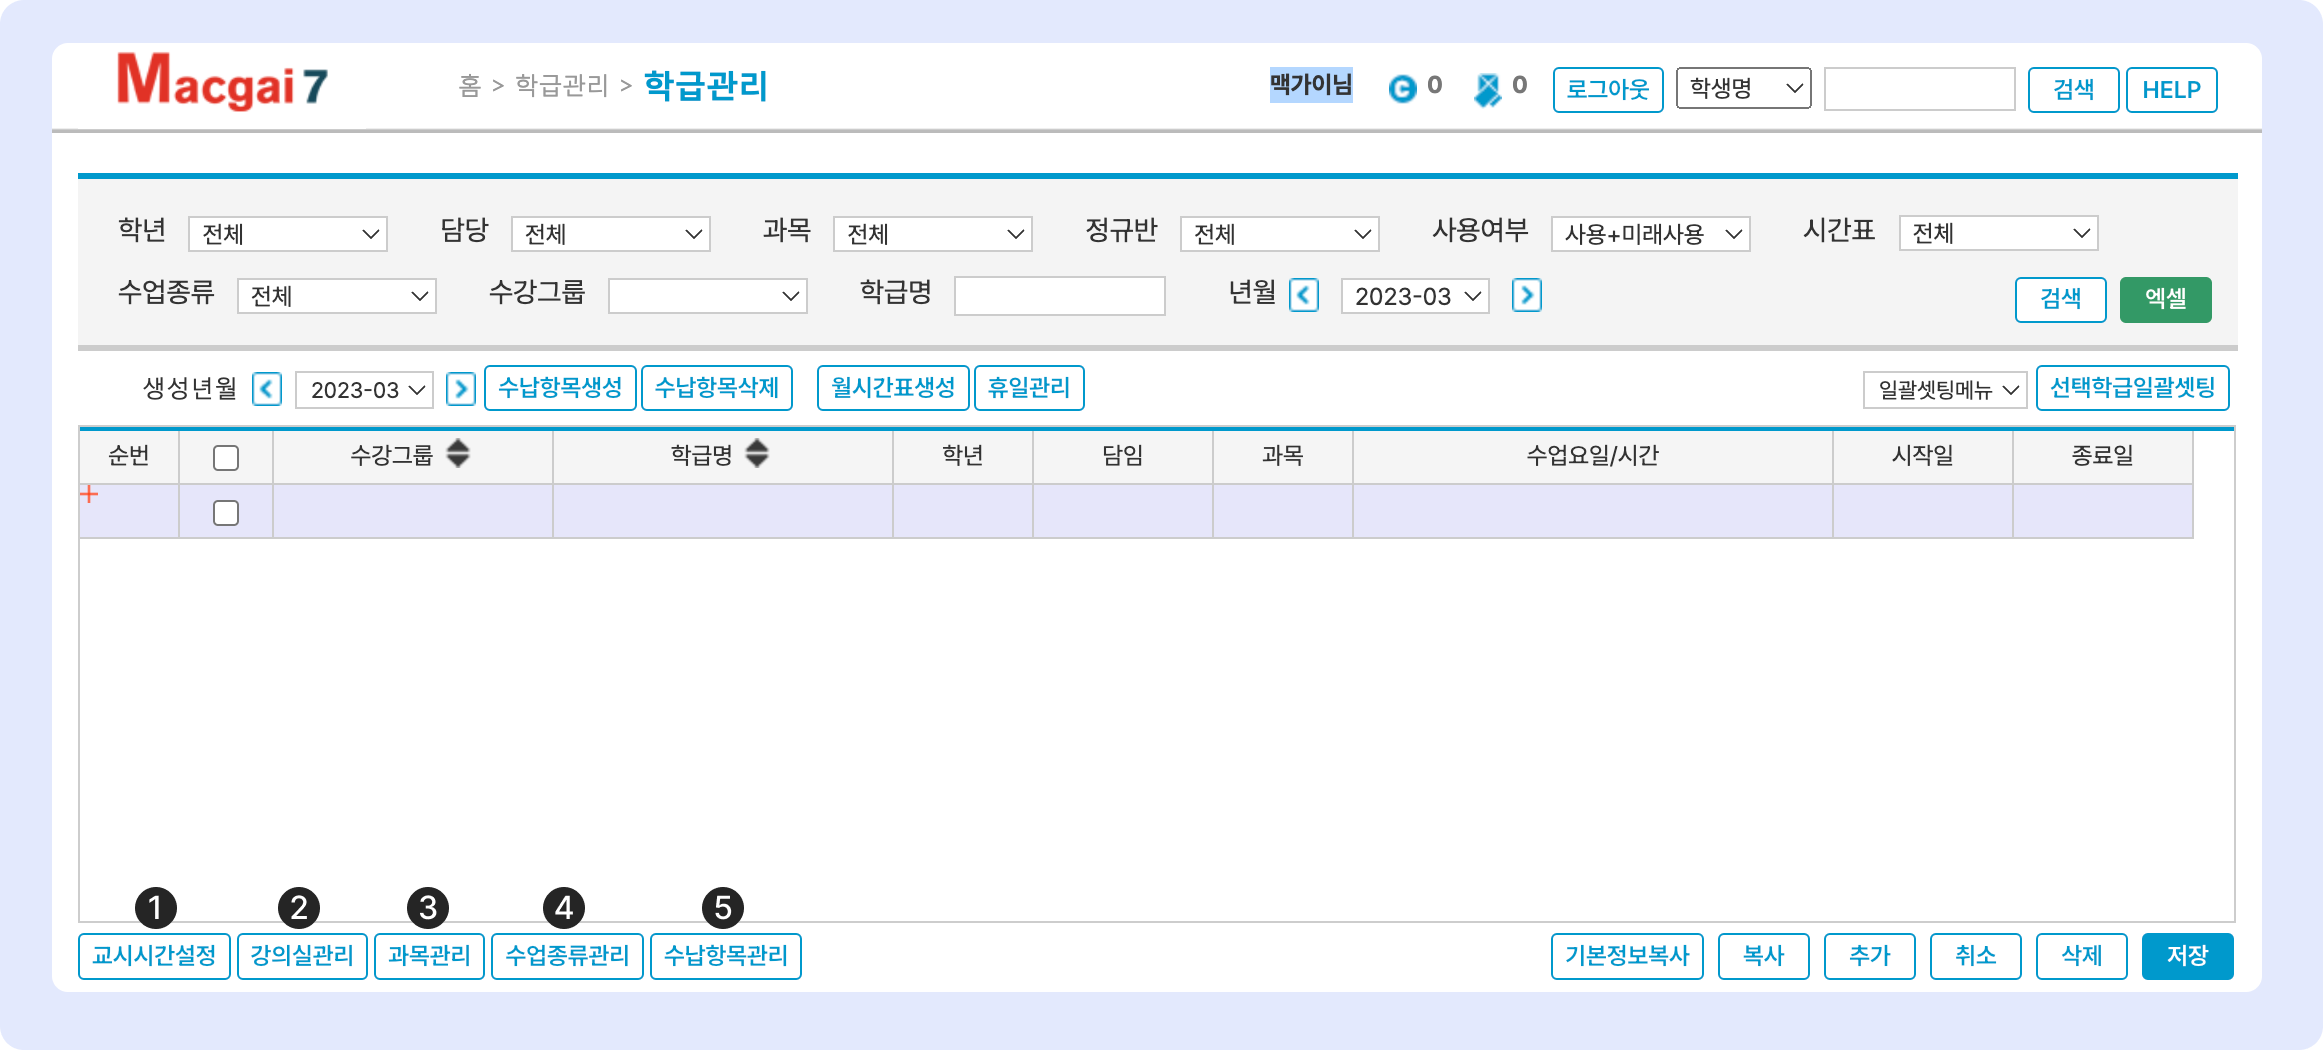 Macgai 7 홈 > 학급관리 > 학급관리 맥가이님 0 0 로그아웃 학생명 검색 HELP
학년 전체 담당 전체 과목 전체 정규반 전체 사용여부 사용+미래사용 시간표 전체
수업종류 전체 수강그룹 학급명 년월 2023-03 검색 엑셀
생성년월 2023-03 수납항목생성 수납항목삭제 월시간표생성 휴일관리 일괄셋팅메뉴 선택학급일괄셋팅
순번 수강그룹 학급명 학년 담임 과목 수업요일/시간 시작일 종료일
1 2 3 4 5
교시시간설정 강의실관리 과목관리 수업종류관리 수납항목관리 기본정보복사 복사 추가 취소 삭제 저장